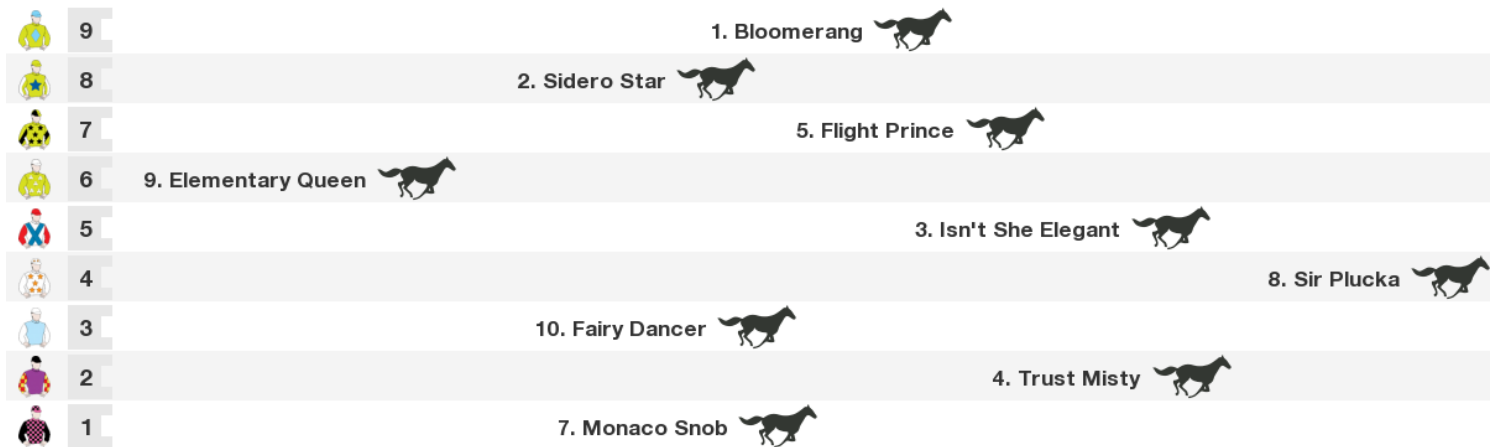 9 1. Bloomerang
8 2. Sidero Star
7 5. Flight Prince
6 9. Elementary Queen
5 3. Isn't She Elegant
4 8. Sir Plucka
3 10. Fairy Dancer
2 4. Trust Misty
1 7. Monaco Snob